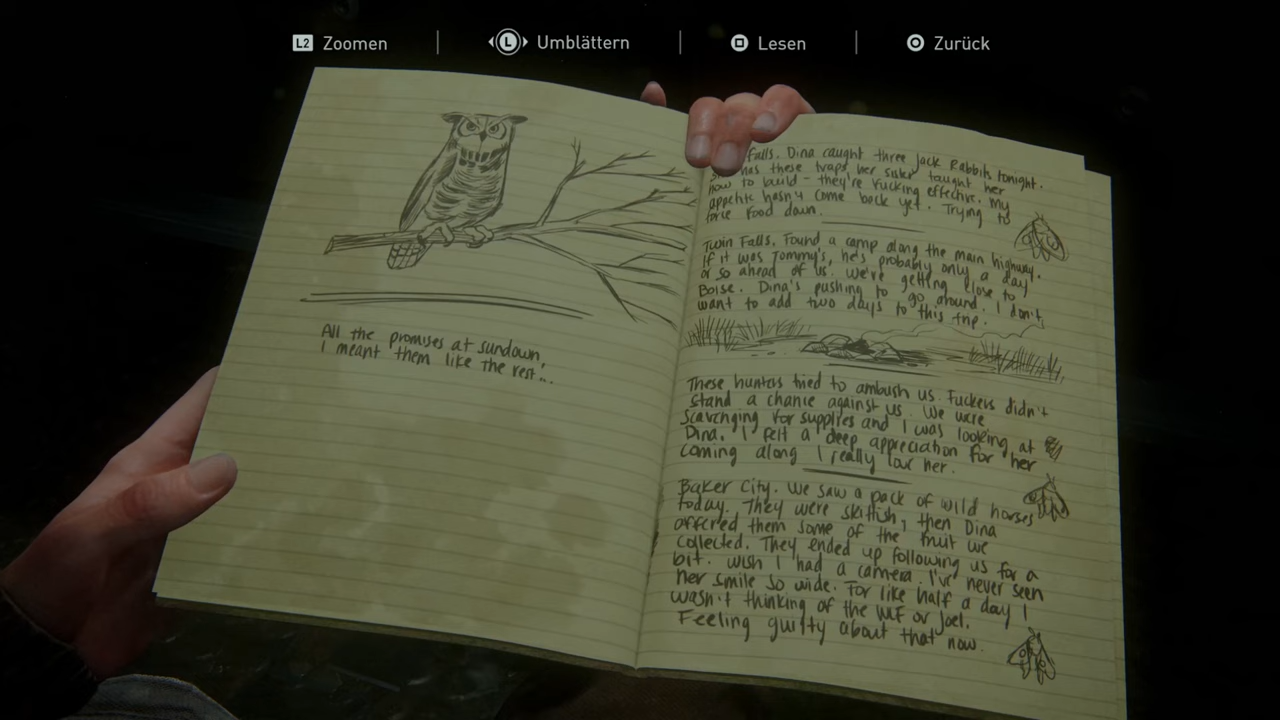 L2 Zoomen
L Umblättern
Lesen
Zurück
All the promises at sundown,
I meant them like the rest...
Falls. Dina caught three Jack Rabbits tonight.
She has these traps her sister taught her
how to build - they're fucking effective. My
appetite hasn't come back yet. Trying to
force food down.
Twin Falls. Found a camp along the main highway.
If it was Tommy's, he's probably only a day
or so ahead of us. We're getting close to
Boise. Dina's pushing to go around. I don't
want to add two days to this trip.
These hunters tried to ambush us. Fuckers didn't
stand a chance against us. We were
scavenging for supplies and I was looking at
Dina. I felt a deep appreciation for her
coming along I really love her.
Baker City. We saw a pack of wild horses
today. They were skittish, then Dina
offered them some of the fruit we
collected. They ended up following us for a
bit. Wish I had a camera. I've never seen
her smile so wide. For like half a day I
wasn't thinking of the WLF or Joel.
Feeling guilty about that now.